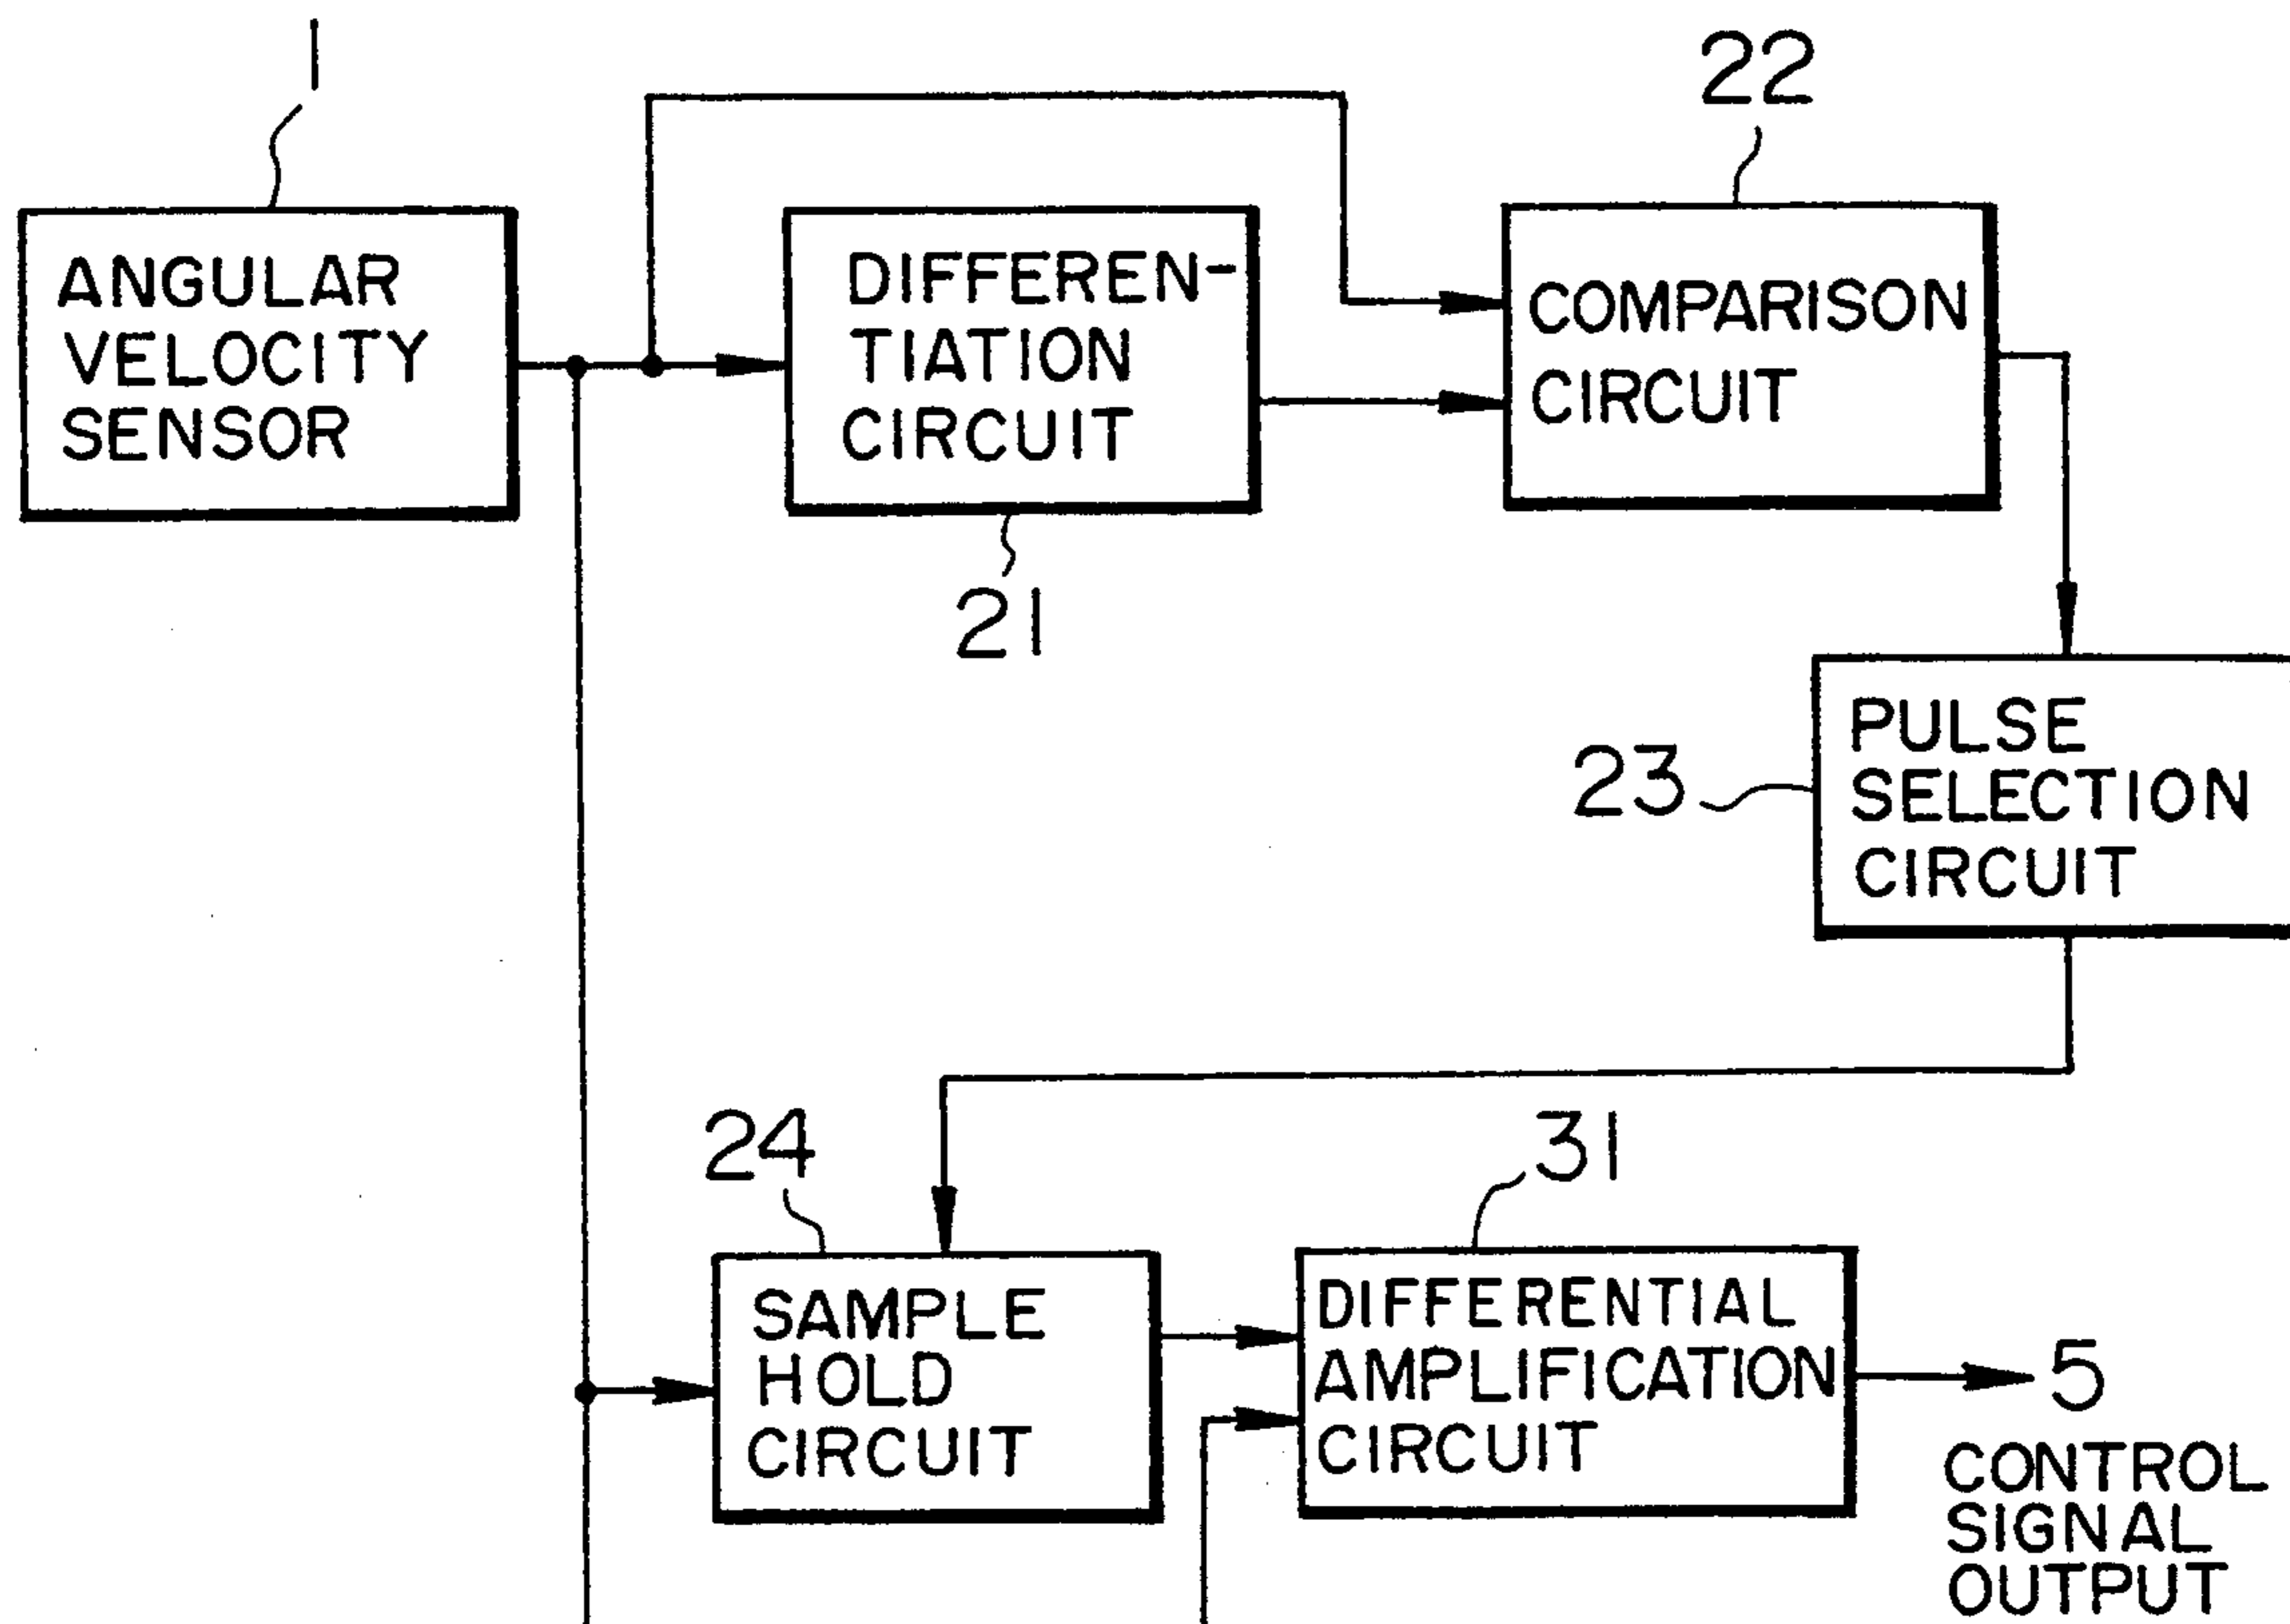 1
22
ANGULAR
VELOCITY
SENSOR
DIFFEREN-
TIATION
CIRCUIT
COMPARISON
CIRCUIT
21
23
PULSE
SELECTION
CIRCUIT
24
31
SAMPLE
HOLD
CIRCUIT
DIFFERENTIAL
AMPLIFICATION
CIRCUIT
5
CONTROL
SIGNAL
OUTPUT